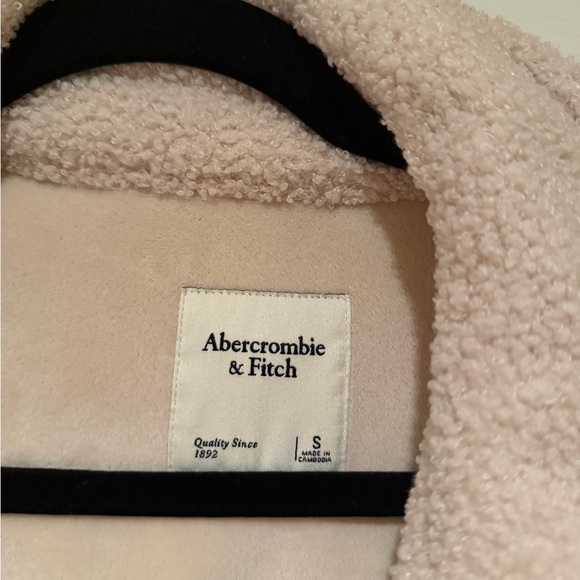 Abercrombie
& Fitch
Quality Since
1892
S
MADE IN
CAMBODIA